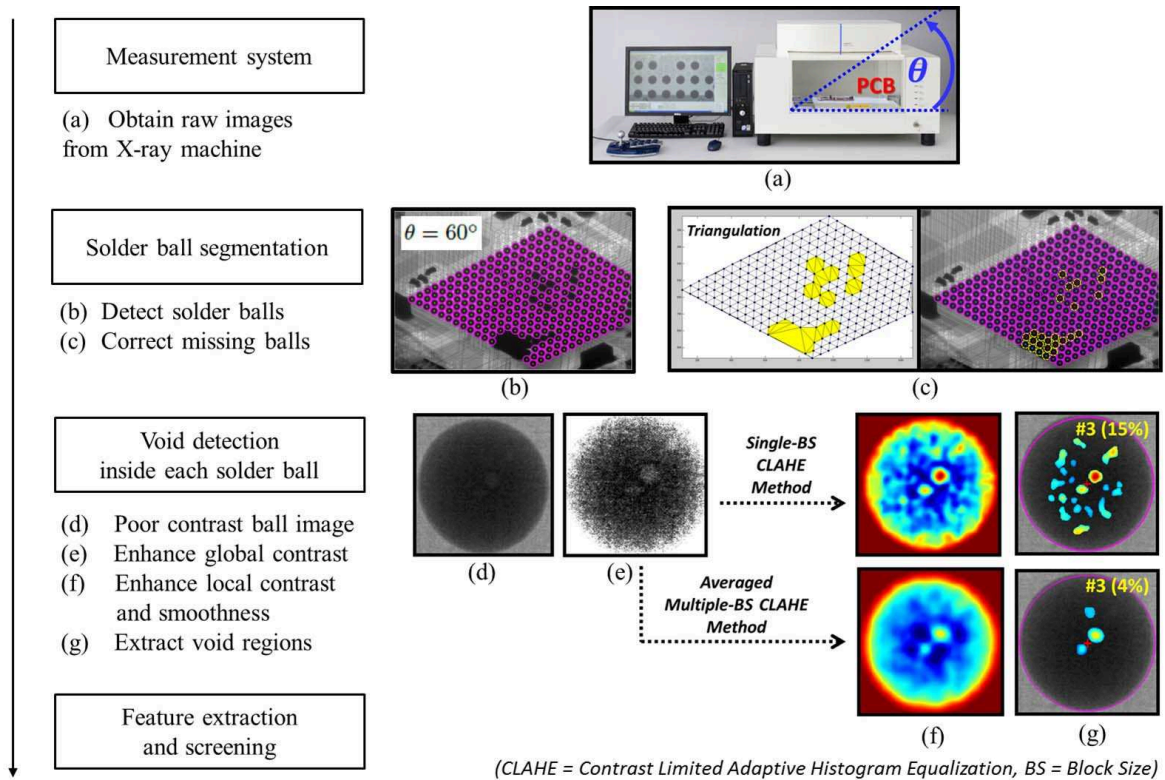 Measurement system
(a) Obtain raw images
from X-ray machine
PCB
θ
(a)
Solder ball segmentation
(b) Detect solder balls
(c) Correct missing balls
θ = 60°
(b)
Triangulation
(c)
Void detection
inside each solder ball
(d) Poor contrast ball image
(e) Enhance global contrast
(f) Enhance local contrast
and smoothness
(g) Extract void regions
(d)
(e)
Single-BS
CLAHE
Method
Averaged
Multiple-BS CLAHE
Method
#3 (15%)
#3 (4%)
(f)
(g)
Feature extraction
and screening
(CLAHE = Contrast Limited Adaptive Histogram Equalization, BS = Block Size)